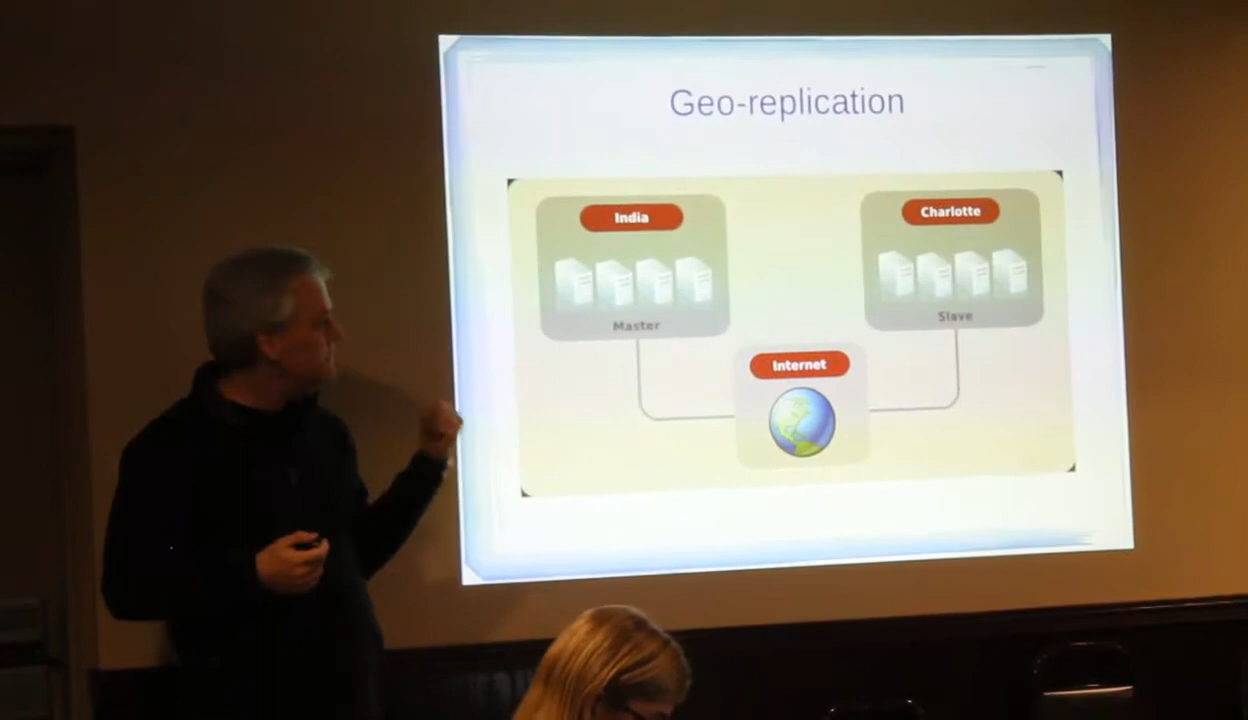 Geo-replication
India
Charlotte
Master
Slave
Internet